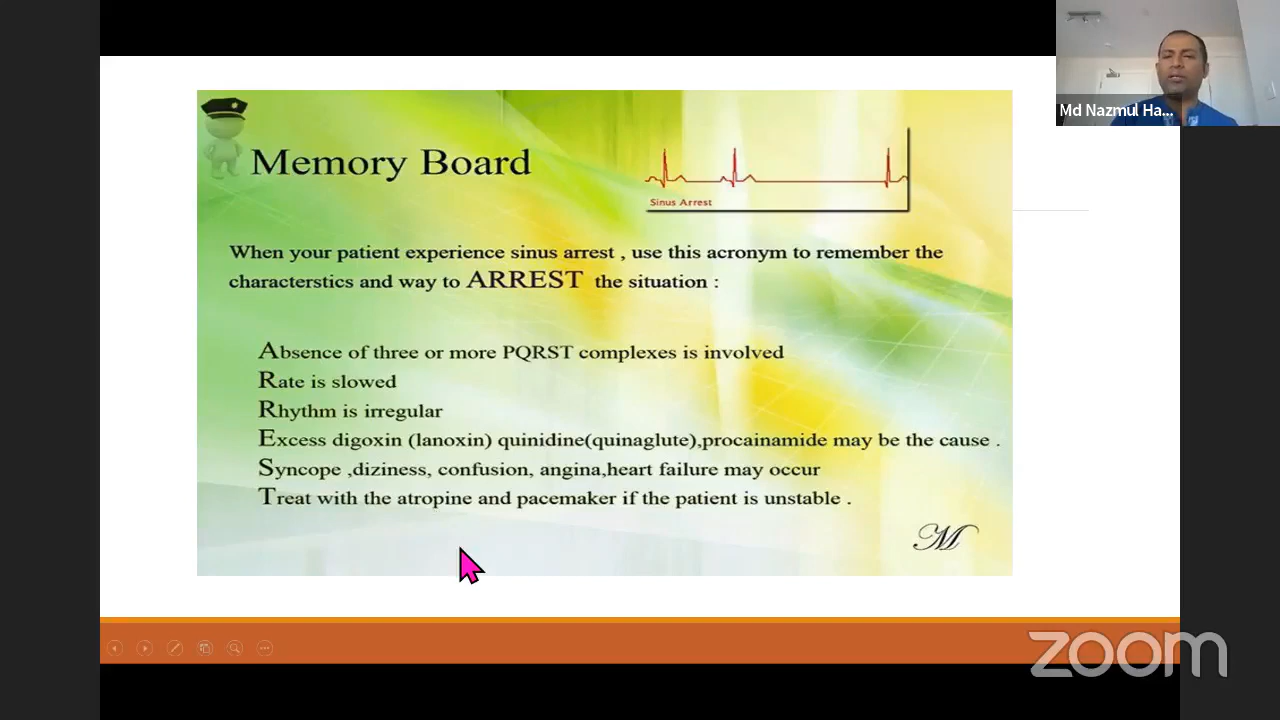 Md Nazmul Ha...
Memory Board
Sinus Arrest
When your patient experience sinus arrest , use this acronym to remember the
characterstics and way to ARREST the situation :
Absence of three or more PQRST complexes is involved
Rate is slowed
Rhythm is irregular
Excess digoxin (lanoxin) quinidine(quinaglute),procainamide may be the cause .
Syncope ,diziness, confusion, angina,heart failure may occur
Treat with the atropine and pacemaker if the patient is unstable .
M
zoom